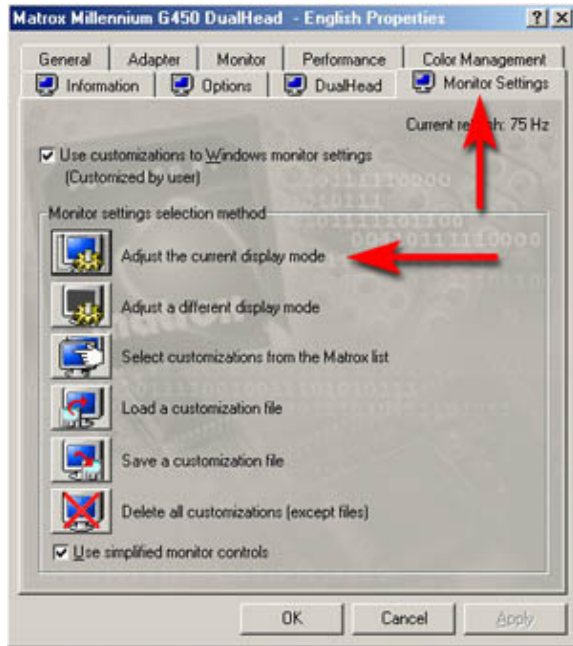 Matrox Millennium G450 DualHead - English Properties
General Adapter Monitor Performance Color Management
Information Options DualHead Monitor Settings
Current refresh: 75 Hz
Use customizations to Windows monitor settings
(Customized by user)
Monitor settings selection method
Adjust the current display mode
Adjust a different display mode
Select customizations from the Matrox list
Load a customization file
Save a customization file
Delete all customizations (except files)
Use simplified monitor controls
OK Cancel Apply